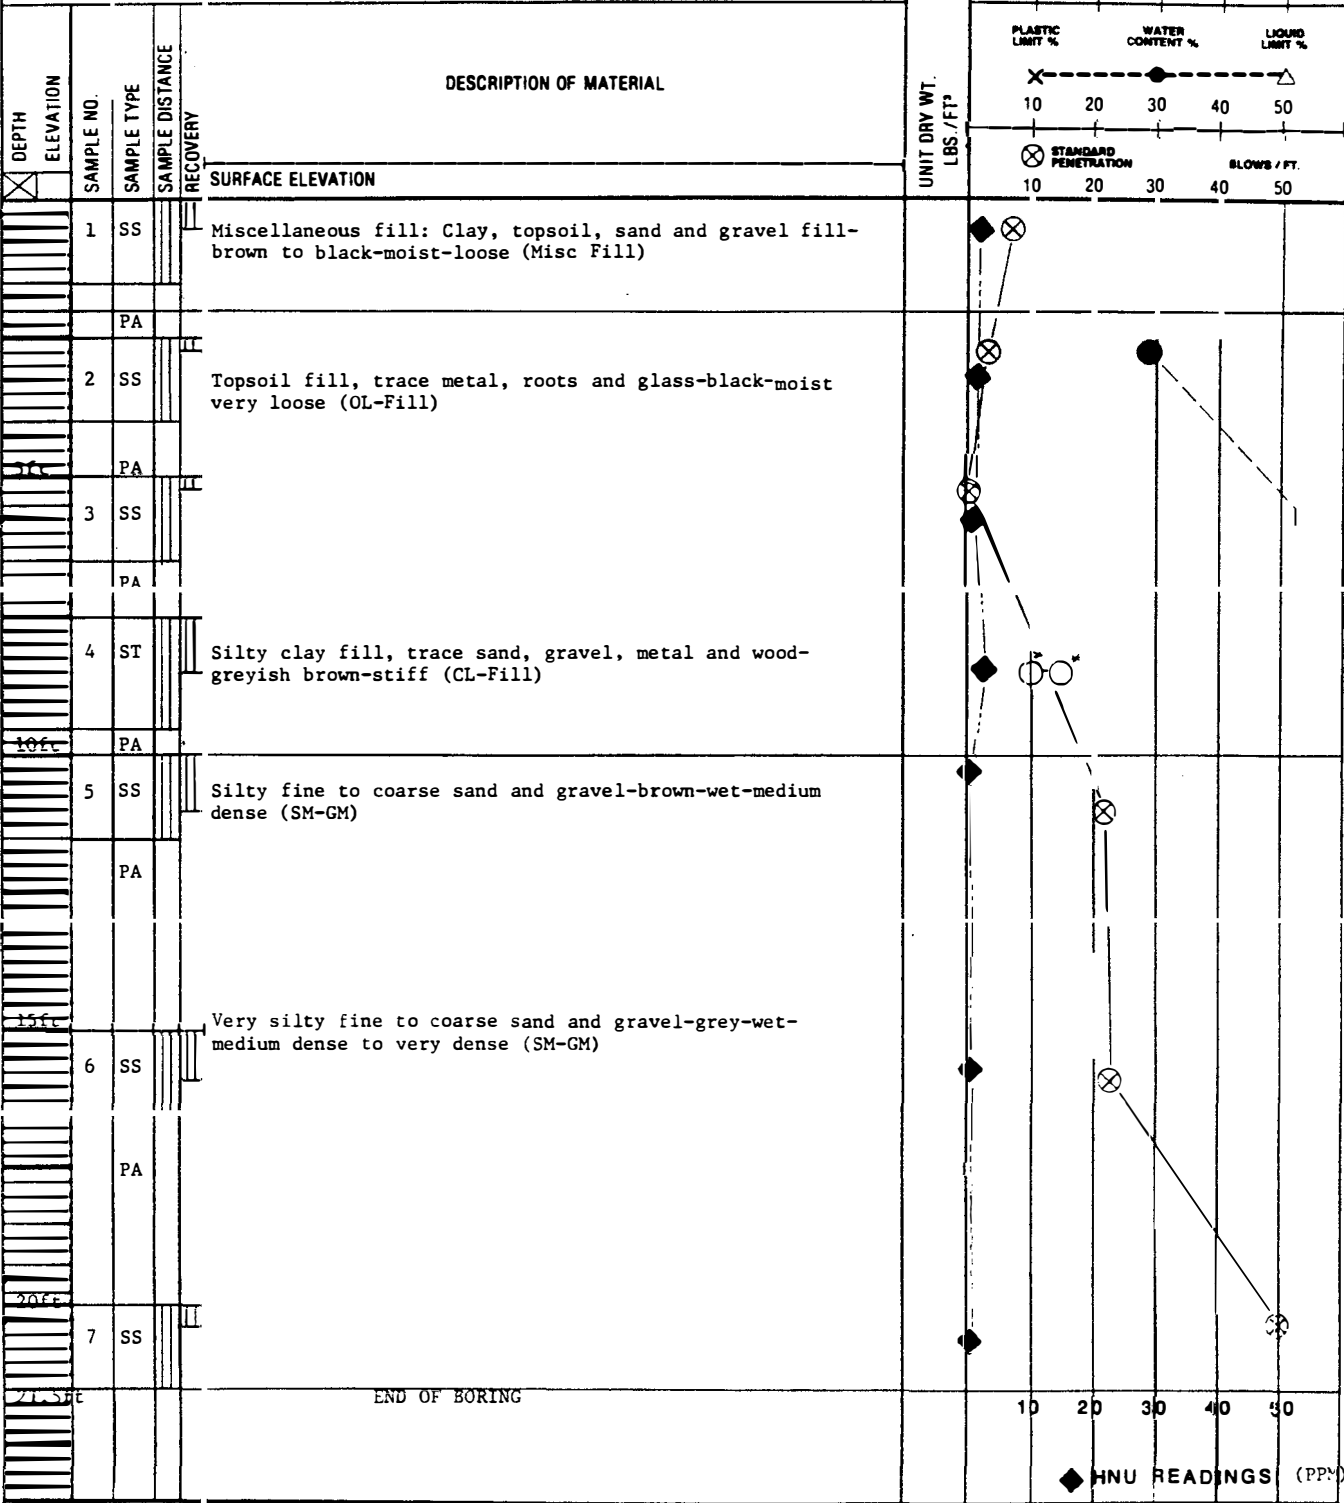 DEPTH
ELEVATION
SAMPLE NO.
SAMPLE TYPE
SAMPLE DISTANCE
RECOVERY
DESCRIPTION OF MATERIAL
SURFACE ELEVATION
UNIT DRY WT.
LBS./FT³
PLASTIC
LIMIT %
WATER
CONTENT %
LIQUID
LIMIT %
10 20 30 40 50
STANDARD
PENETRATION
BLOWS / FT.
10 20 30 40 50
1 SS Miscellaneous fill: Clay, topsoil, sand and gravel fill-
brown to black-moist-loose (Misc Fill)
PA
2 SS Topsoil fill, trace metal, roots and glass-black-moist
very loose (OL-Fill)
5ft PA
3 SS
PA
4 ST Silty clay fill, trace sand, gravel, metal and wood-
greyish brown-stiff (CL-Fill)
* *
10ft PA
5 SS Silty fine to coarse sand and gravel-brown-wet-medium
dense (SM-GM)
PA
15ft Very silty fine to coarse sand and gravel-grey-wet-
medium dense to very dense (SM-GM)
6 SS
PA
20ft
7 SS
21.5ft END OF BORING
10 20 30 40 50
HNU READINGS (PPM)